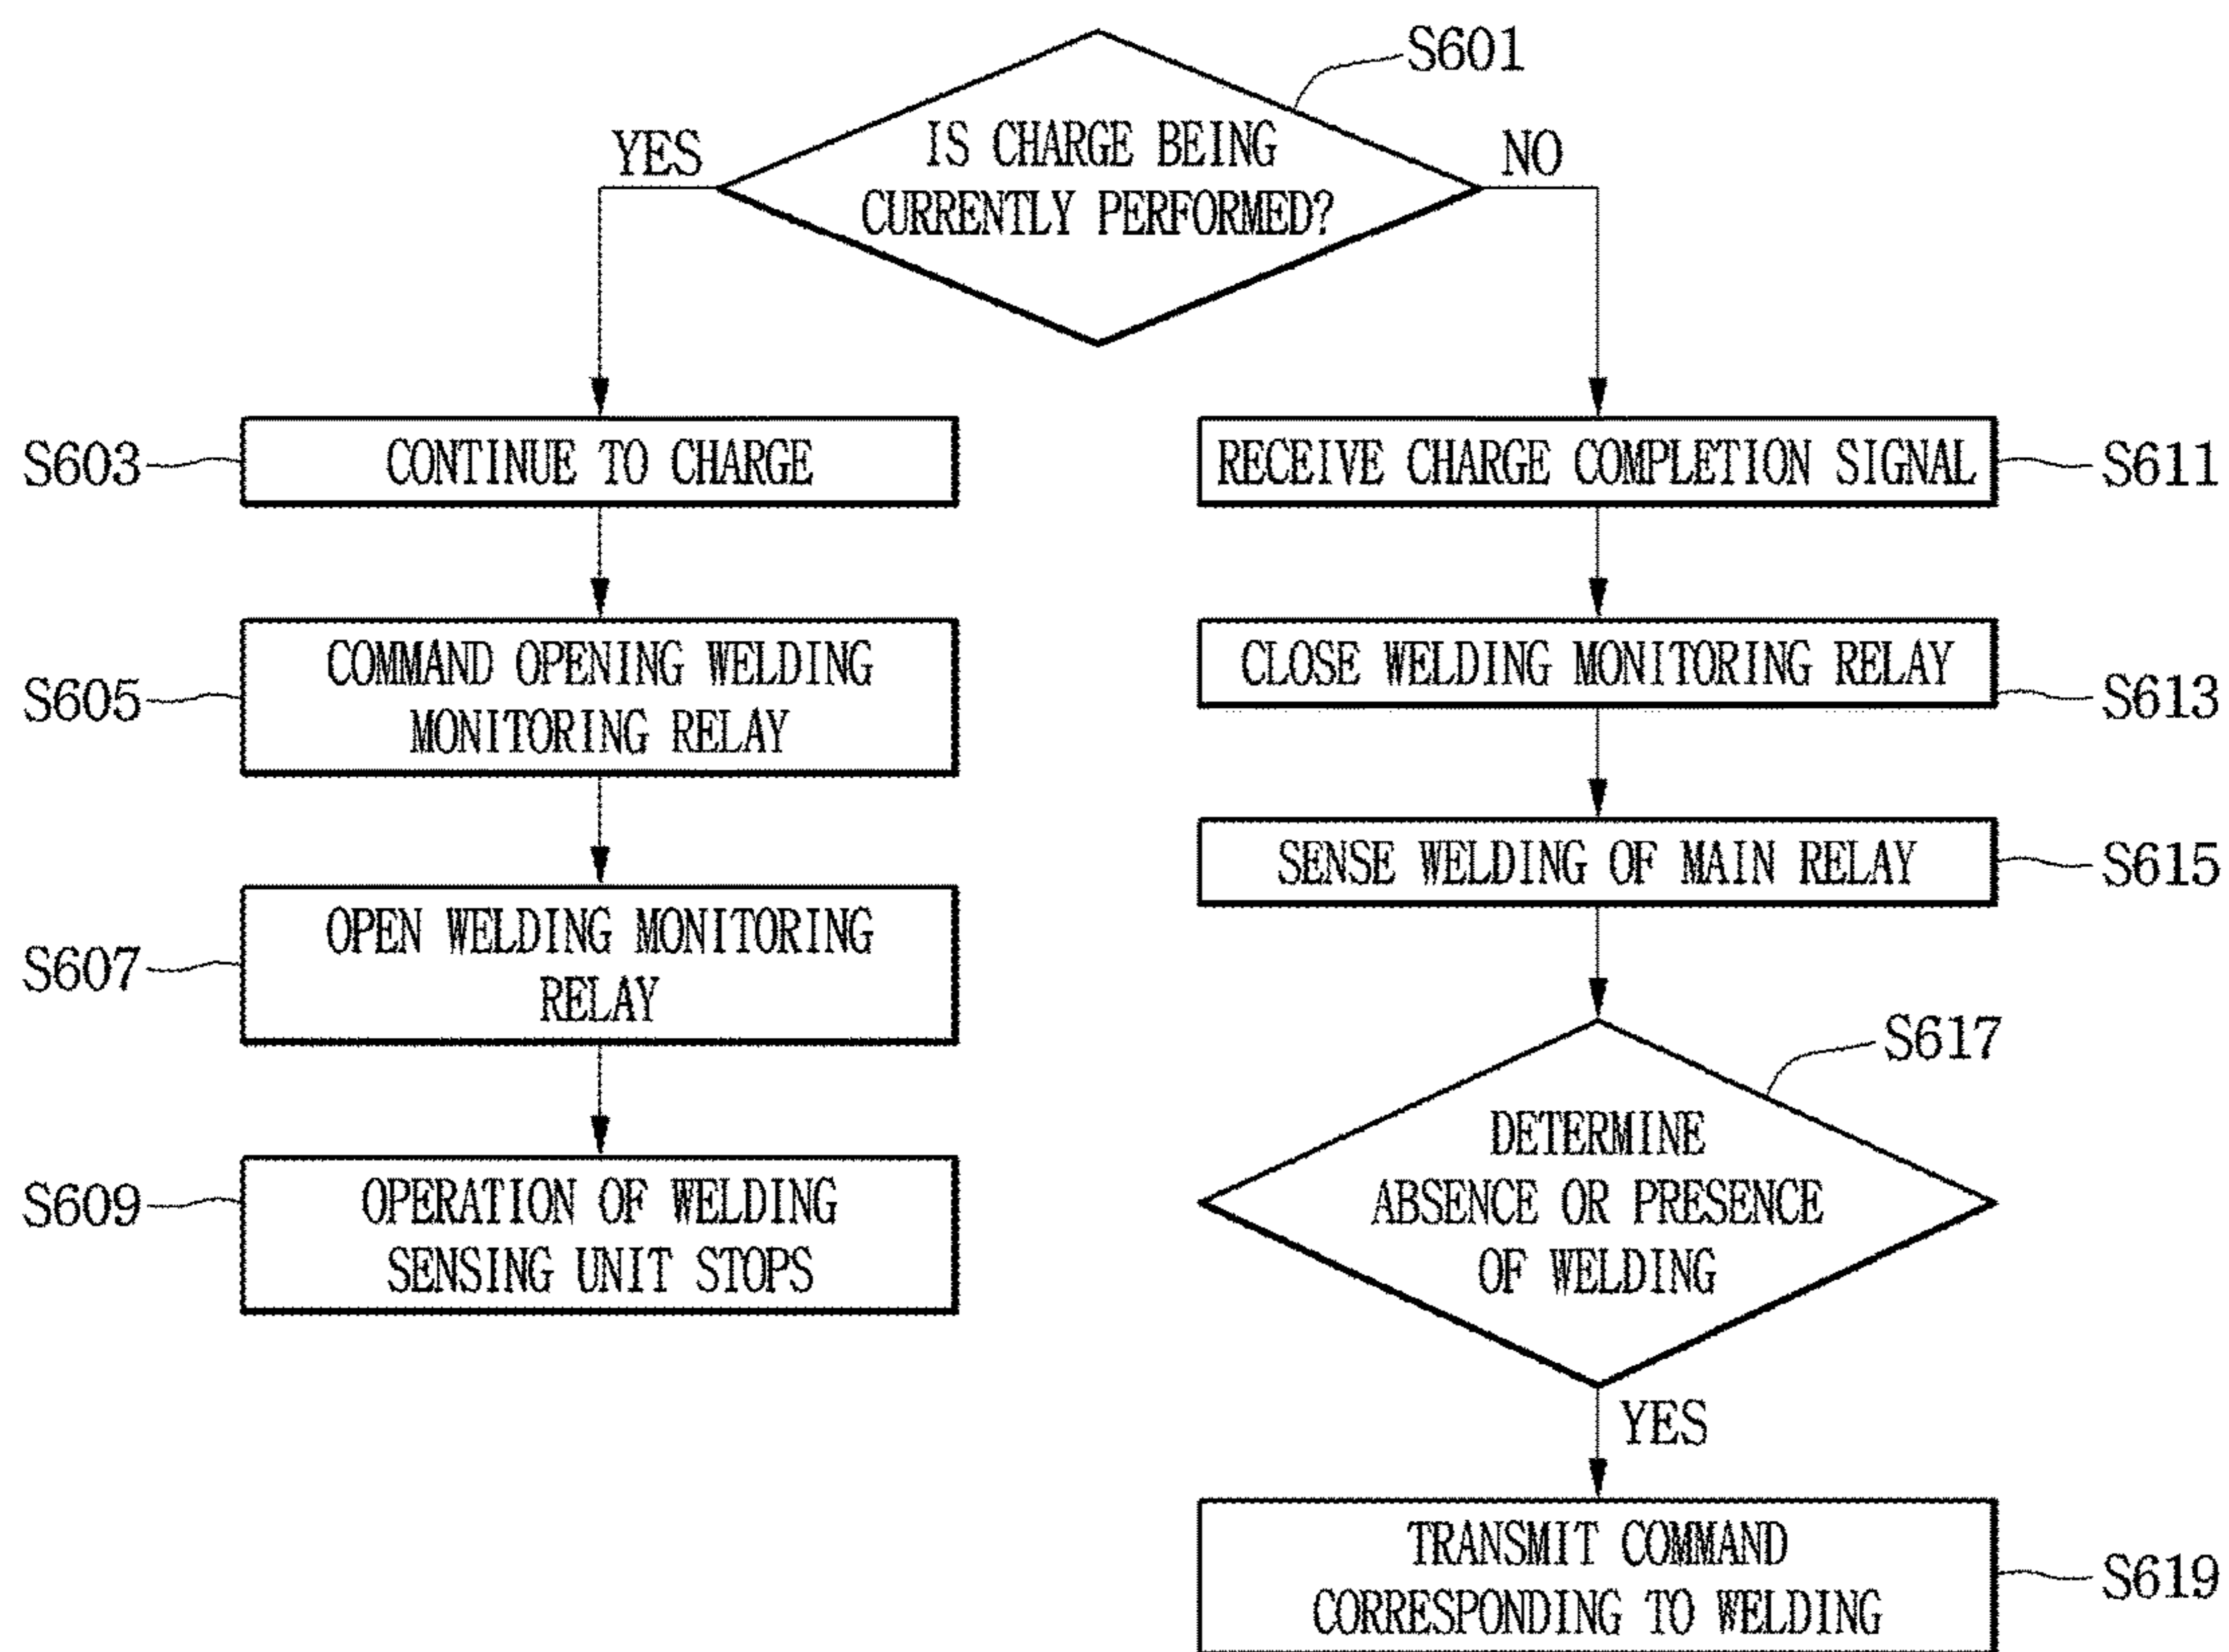 S601
IS CHARGE BEING
CURRENTLY PERFORMED?
YES
NO
S603
CONTINUE TO CHARGE
S605
COMMAND OPENING WELDING
MONITORING RELAY
S607
OPEN WELDING MONITORING
RELAY
S609
OPERATION OF WELDING
SENSING UNIT STOPS
RECEIVE CHARGE COMPLETION SIGNAL
S611
CLOSE WELDING MONITORING RELAY
S613
SENSE WELDING OF MAIN RELAY
S615
S617
DETERMINE
ABSENCE OR PRESENCE
OF WELDING
YES
TRANSMIT COMMAND
CORRESPONDING TO WELDING
S619